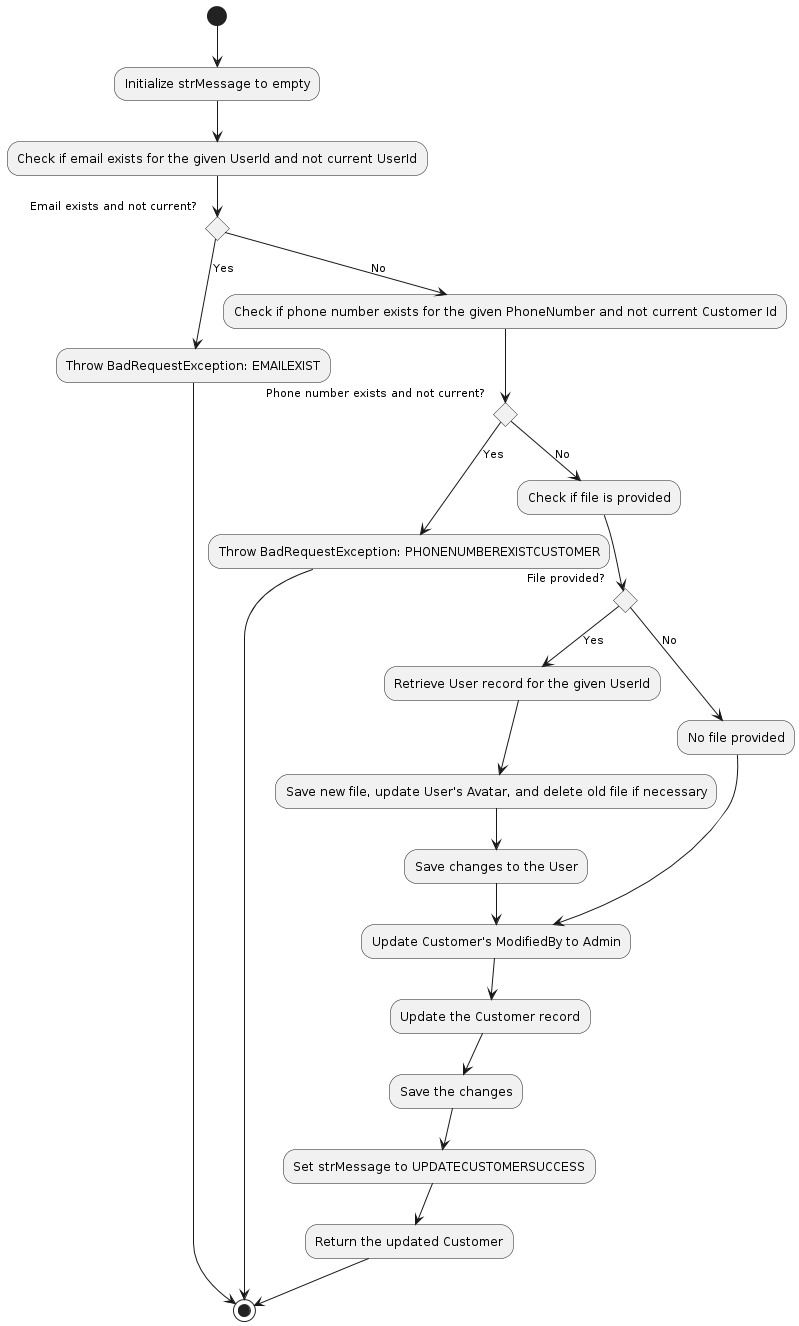 Initialize strMessage to empty
Check if email exists for the given UserId and not current UserId
Email exists and not current?
Yes
No
Check if phone number exists for the given PhoneNumber and not current Customer Id
Throw BadRequestException: EMAILEXIST
Phone number exists and not current?
Yes
No
Check if file is provided
Throw BadRequestException: PHONENUMBEREXISTCUSTOMER
File provided?
Yes
No
Retrieve User record for the given UserId
No file provided
Save new file, update User's Avatar, and delete old file if necessary
Save changes to the User
Update Customer's ModifiedBy to Admin
Update the Customer record
Save the changes
Set strMessage to UPDATECUSTOMERSUCCESS
Return the updated Customer